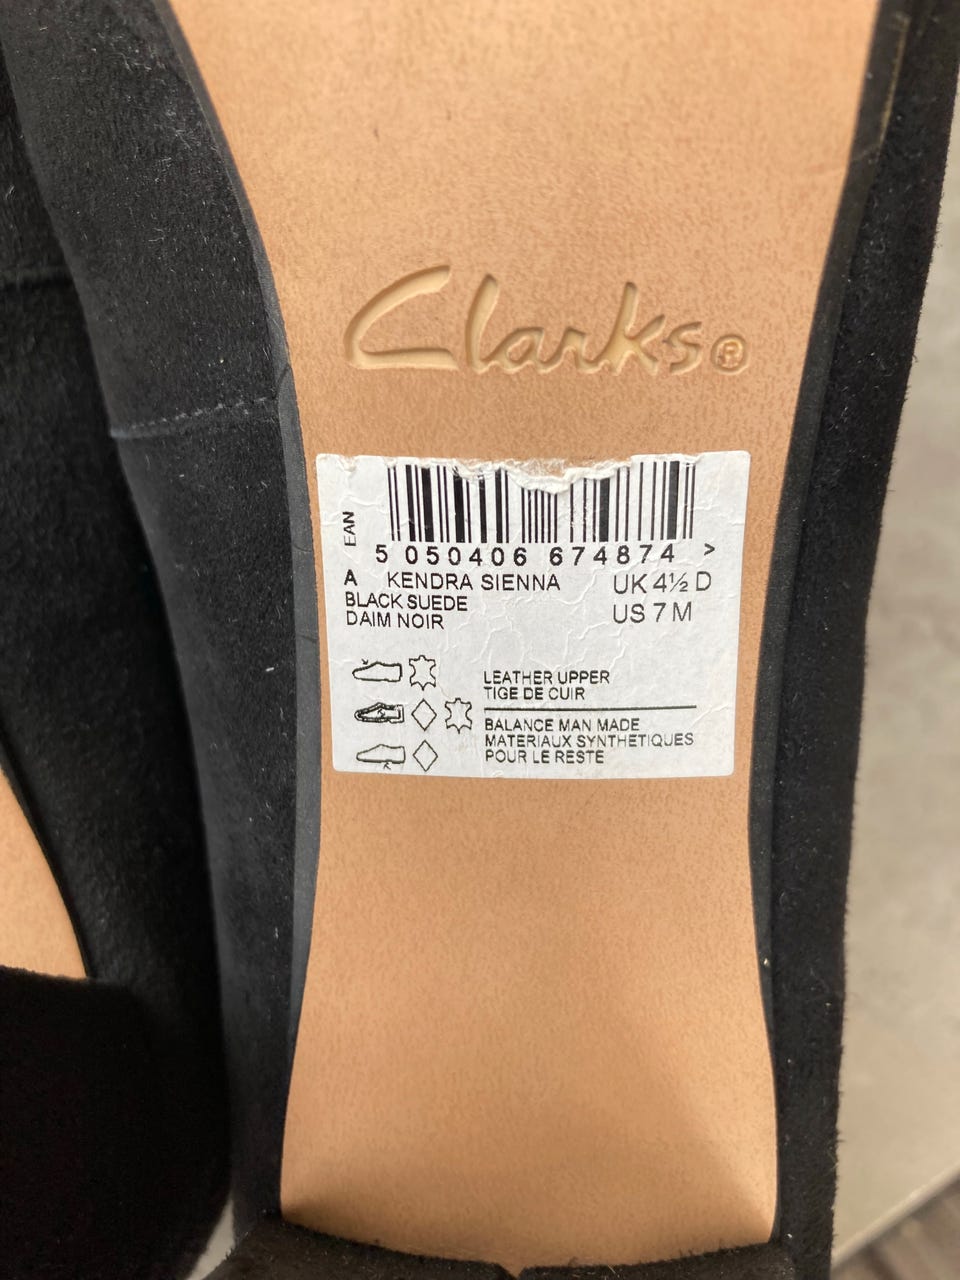 Clarks®
EAN
5 050406 674874 >
A KENDRA SIENNA UK 4½ D
BLACK SUEDE US 7 M
DAIM NOIR
LEATHER UPPER
TIGE DE CUIR
BALANCE MAN MADE
MATERIAUX SYNTHETIQUES
POUR LE RESTE